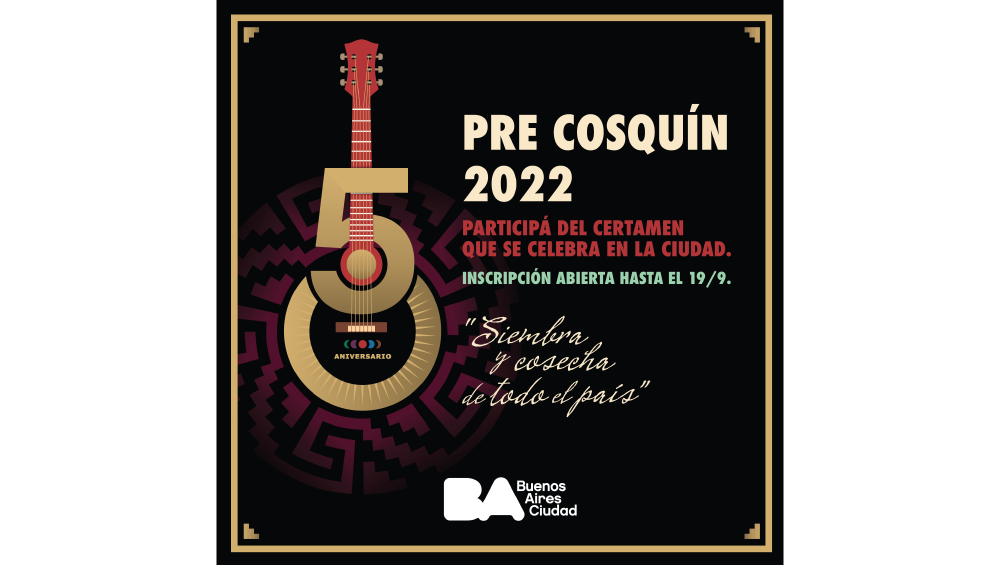 50
ANIVERSARIO
PRE COSQUÍN
2022
PARTICIPÁ DEL CERTAMEN
QUE SE CELEBRA EN LA CIUDAD.
INSCRIPCIÓN ABIERTA HASTA EL 19/9.
"Siembra
y cosecha
de todo el país"
BA Buenos
Aires
Ciudad